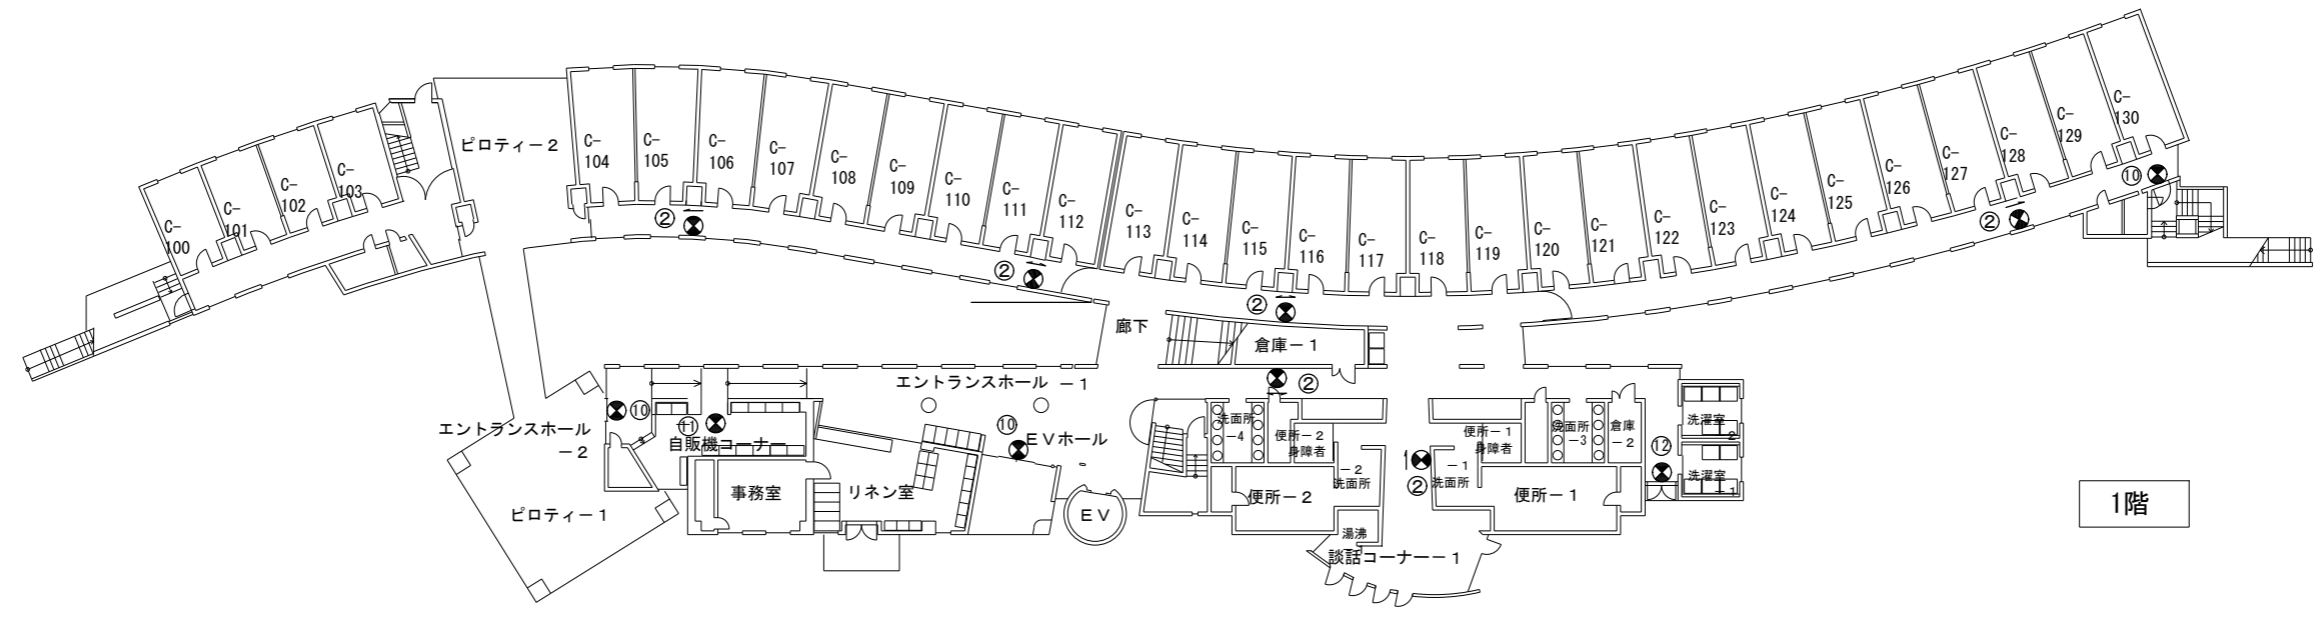 C-
100
C-
101
C-
102
C-
103
ピロティ－2
C-
104
C-
105
C-
106
C-
107
C-
108
C-
109
C-
110
C-
111
C-
112
C-
113
C-
114
C-
115
C-
116
C-
117
C-
118
C-
119
C-
120
C-
121
C-
122
C-
123
C-
124
C-
125
C-
126
C-
127
C-
128
C-
129
C-
130
②
②
②
②
⑩
廊下
倉庫－1
②
エントランスホール －1
エントランスホール
－2
⑩
⑪
自販機コーナー
⑩
EVホール
洗面所
－4
便所－2
身障者
便所－1
身障者
洗面所
－3
倉庫
－2
⑫
洗濯室
－2
洗濯室
－1
事務室
リネン室
ピロティ－1
EV
便所－2
－2
洗面所
②
－1
洗面所
便所－1
湯沸
談話コーナー－1
1階